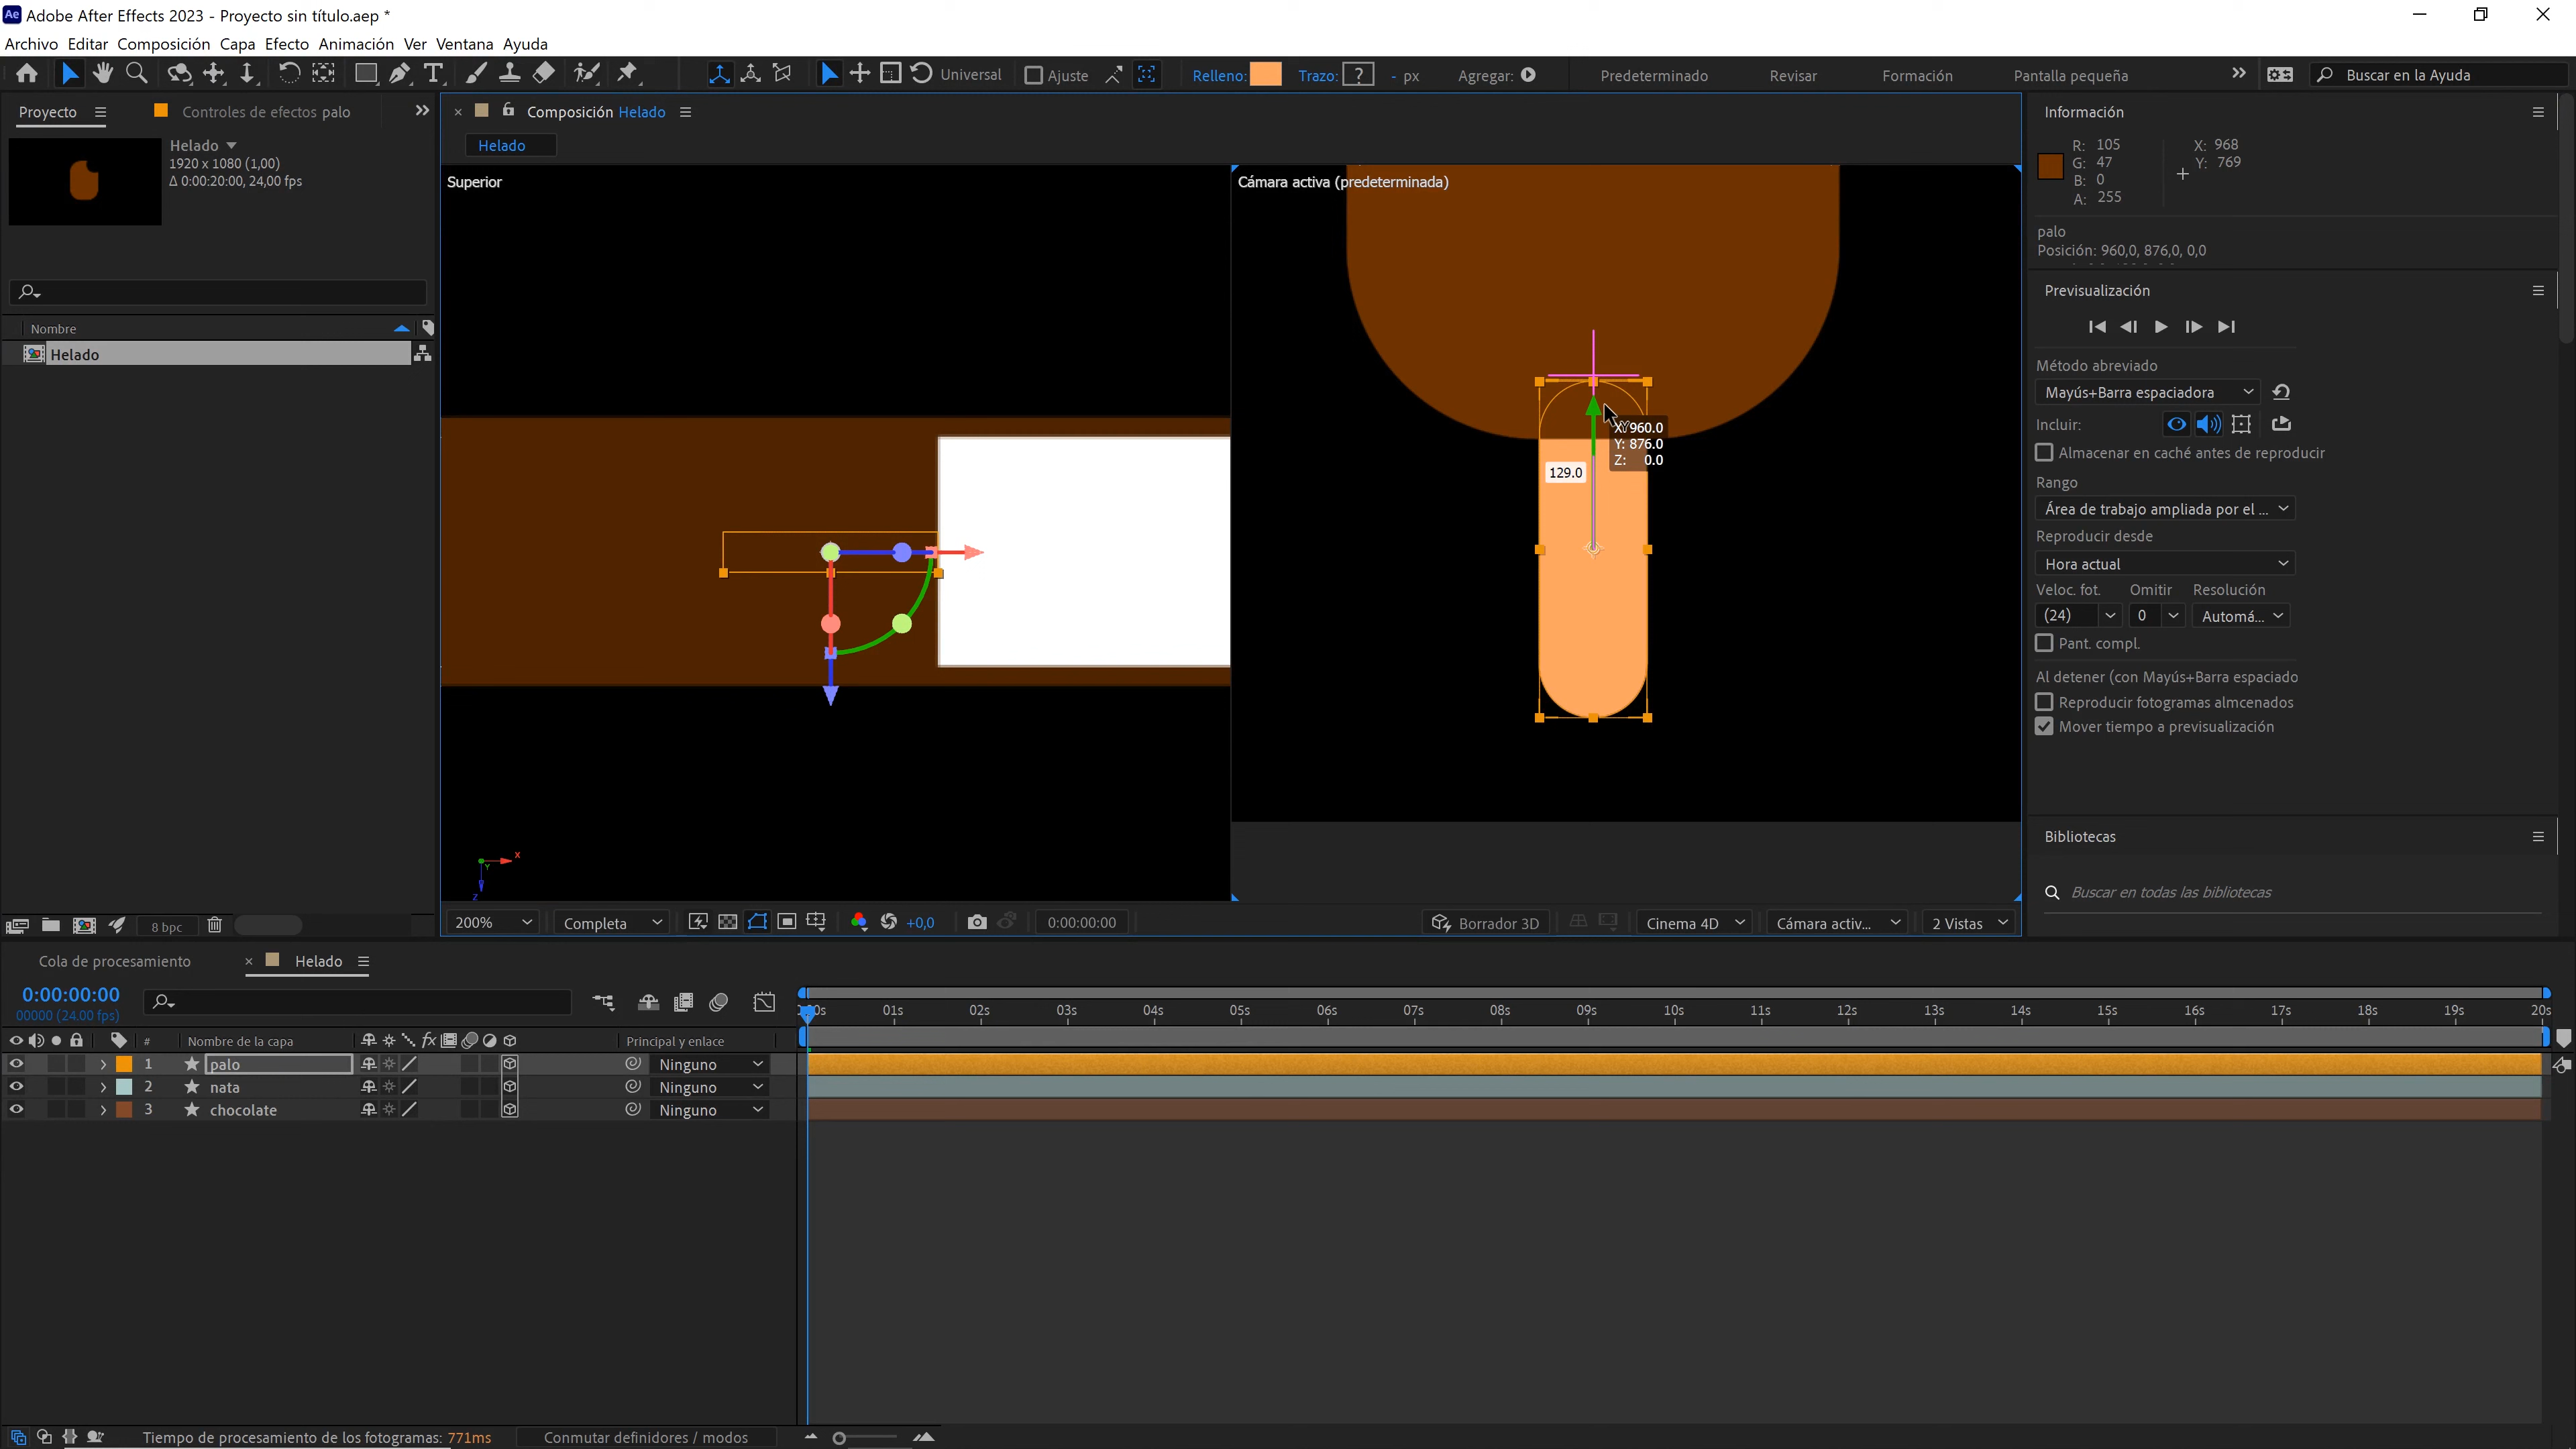 Ae Adobe After Effects 2023 - Proyecto sin título.aep *
Archivo Editar Composición Capa Efecto Animación Ver Ventana Ayuda
Universal Ajuste Relleno: Trazo: ? - px Agregar: Predeterminado Revisar Formación Pantalla pequeña Buscar en la Ayuda
Proyecto Controles de efectos palo
Helado
1920 x 1080 (1,00)
Δ 0:00:20:00, 24,00 fps
Nombre
Helado
8 bpc
Composición Helado
Helado
Superior
Cámara activa (predeterminada)
X: 960.0
Y: 876.0
Z: 0.0
129.0
x
Y
z
200% Completa +0,0 0:00:00:00 Borrador 3D Cinema 4D Cámara activ... 2 Vistas
Información
R: 105 X: 968
G: 47 Y: 769
B: 0
A: 255
palo
Posición: 960,0, 876,0, 0,0
Previsualización
Método abreviado
Mayús+Barra espaciadora
Incluir:
Almacenar en caché antes de reproducir
Rango
Área de trabajo ampliada por el ...
Reproducir desde
Hora actual
Veloc. fot. Omitir Resolución
(24) 0 Automá...
Pant. compl.
Al detener (con Mayús+Barra espaciado
Reproducir fotogramas almcenados
Mover tiempo a previsualización
Bibliotecas
Buscar en todas las bibliotecas
Cola de procesamiento Helado
0:00:00:00
00000 (24.00 fps)
0s 01s 02s 03s 04s 05s 06s 07s 08s 09s 10s 11s 12s 13s 14s 15s 16s 17s 18s 19s 20s
# Nombre de la capa fx Principal y enlace
1 palo Ninguno
2 nata Ninguno
3 chocolate Ninguno
Tiempo de procesamiento de los fotogramas: 771ms Conmutar definidores / modos